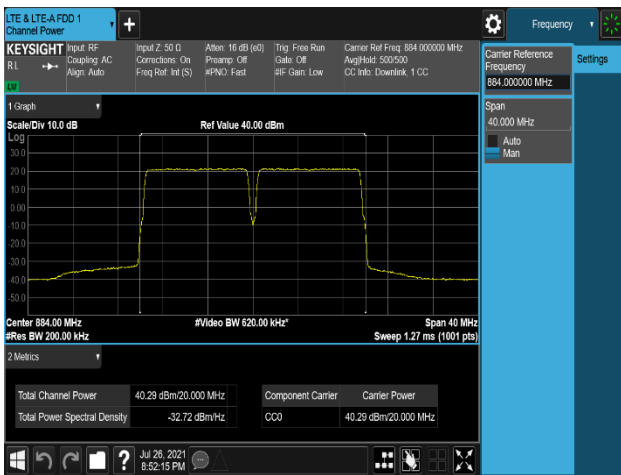 LTE & LTE-A FDD 1
Channel Power
+
Frequency
KEYSIGHT
RL
LW
Input: RF
Coupling: AC
Align: Auto
Input Z: 50 Ω
Corrections: On
Freq Ref: Int (S)
Atten: 16 dB (e0)
Preamp: Off
#PNO: Fast
Trig: Free Run
Gate: Off
#IF Gain: Low
Carrier Ref Freq: 884.000000 MHz
Avg|Hold: 500/500
CC Info: Downlink, 1 CC
Carrier Reference
Frequency
884.000000 MHz
Settings
Span
40.000 MHz
Auto
Man
1 Graph
Scale/Div 10.0 dB
Ref Value 40.00 dBm
Log
30.0
20.0
10.0
0.00
-10.0
-20.0
-30.0
-40.0
-50.0
Center 884.00 MHz
#Video BW 620.00 kHz*
Span 40 MHz
#Res BW 200.00 kHz
Sweep 1.27 ms (1001 pts)
2 Metrics
Total Channel Power
40.29 dBm/20.000 MHz
Total Power Spectral Density
-32.72 dBm/Hz
Component Carrier
Carrier Power
CC0
40.29 dBm/20.000 MHz
?
Jul 26, 2021
8:52:15 PM